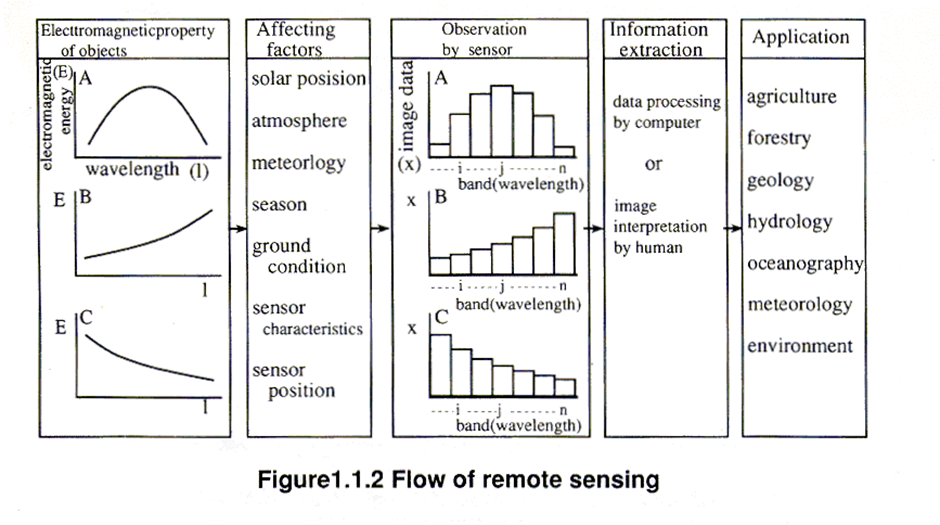 Electtromagneticproperty
of objects
electromagnetic
energy
(E)
A
wavelength (l)
E
B
l
E
C
l
Affecting
factors
solar posision
atmosphere
meteorlogy
season
ground
condition
sensor
characteristics
sensor
position
Observation
by sensor
image data
A
(x)
----i-----j--------n
band(wavelength)
x
B
----i-----j--------n
band(wavelength)
x
C
----i-----j--------n
band(wavelength)
Information
extraction
data processing
by computer
or
image
interpretation
by human
Application
agriculture
forestry
geology
hydrology
oceanography
meteorology
environment
Figure1.1.2 Flow of remote sensing